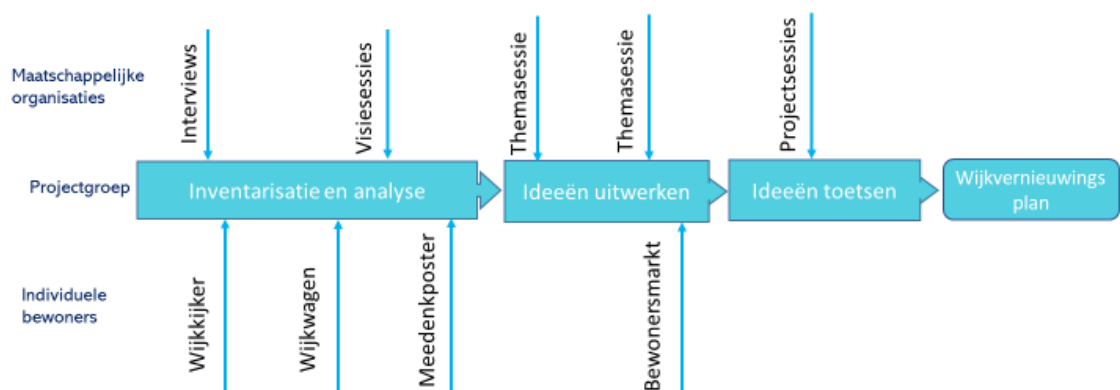 Maatschappelijke
organisaties
Interviews
Visiesessies
Themasessie
Themasessie
Projectsessies
Projectgroep
Inventarisatie en analyse
Ideeën uitwerken
Ideeën toetsen
Wijkvernieuwings
plan
Individuele
bewoners
Wijkkijker
Wijkwagen
Meedenkposter
Bewonersmarkt